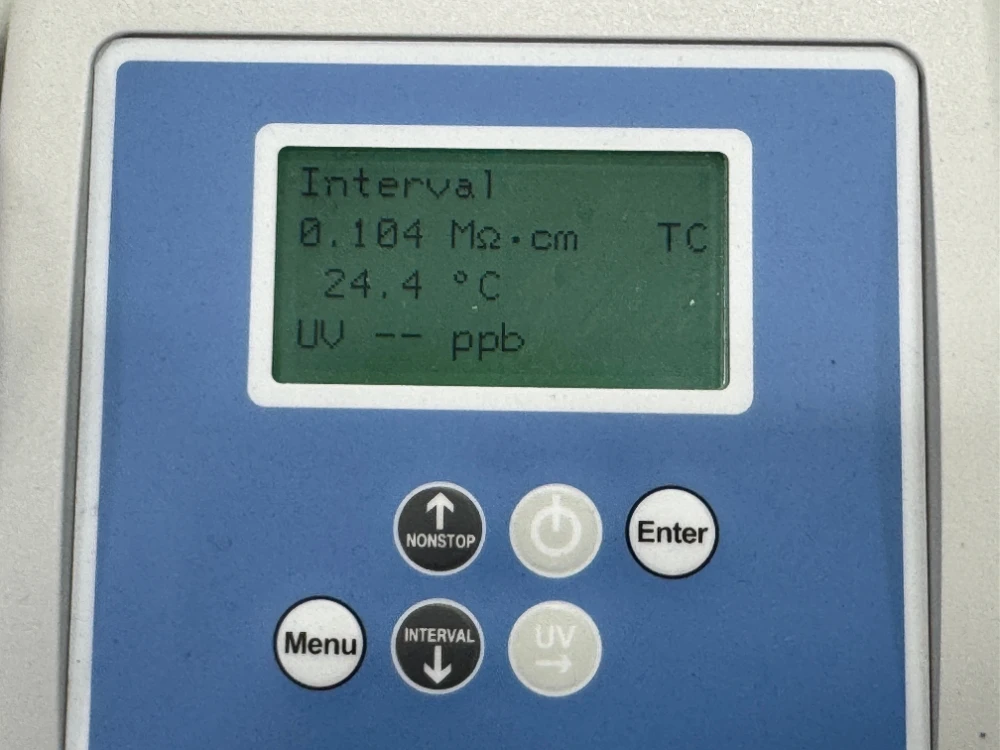 Interval
0.104 MΩ·cm TC
24.4 °C
UV -- ppb
↑
NONSTOP
Enter
Menu
INTERVAL
↓
UV
→